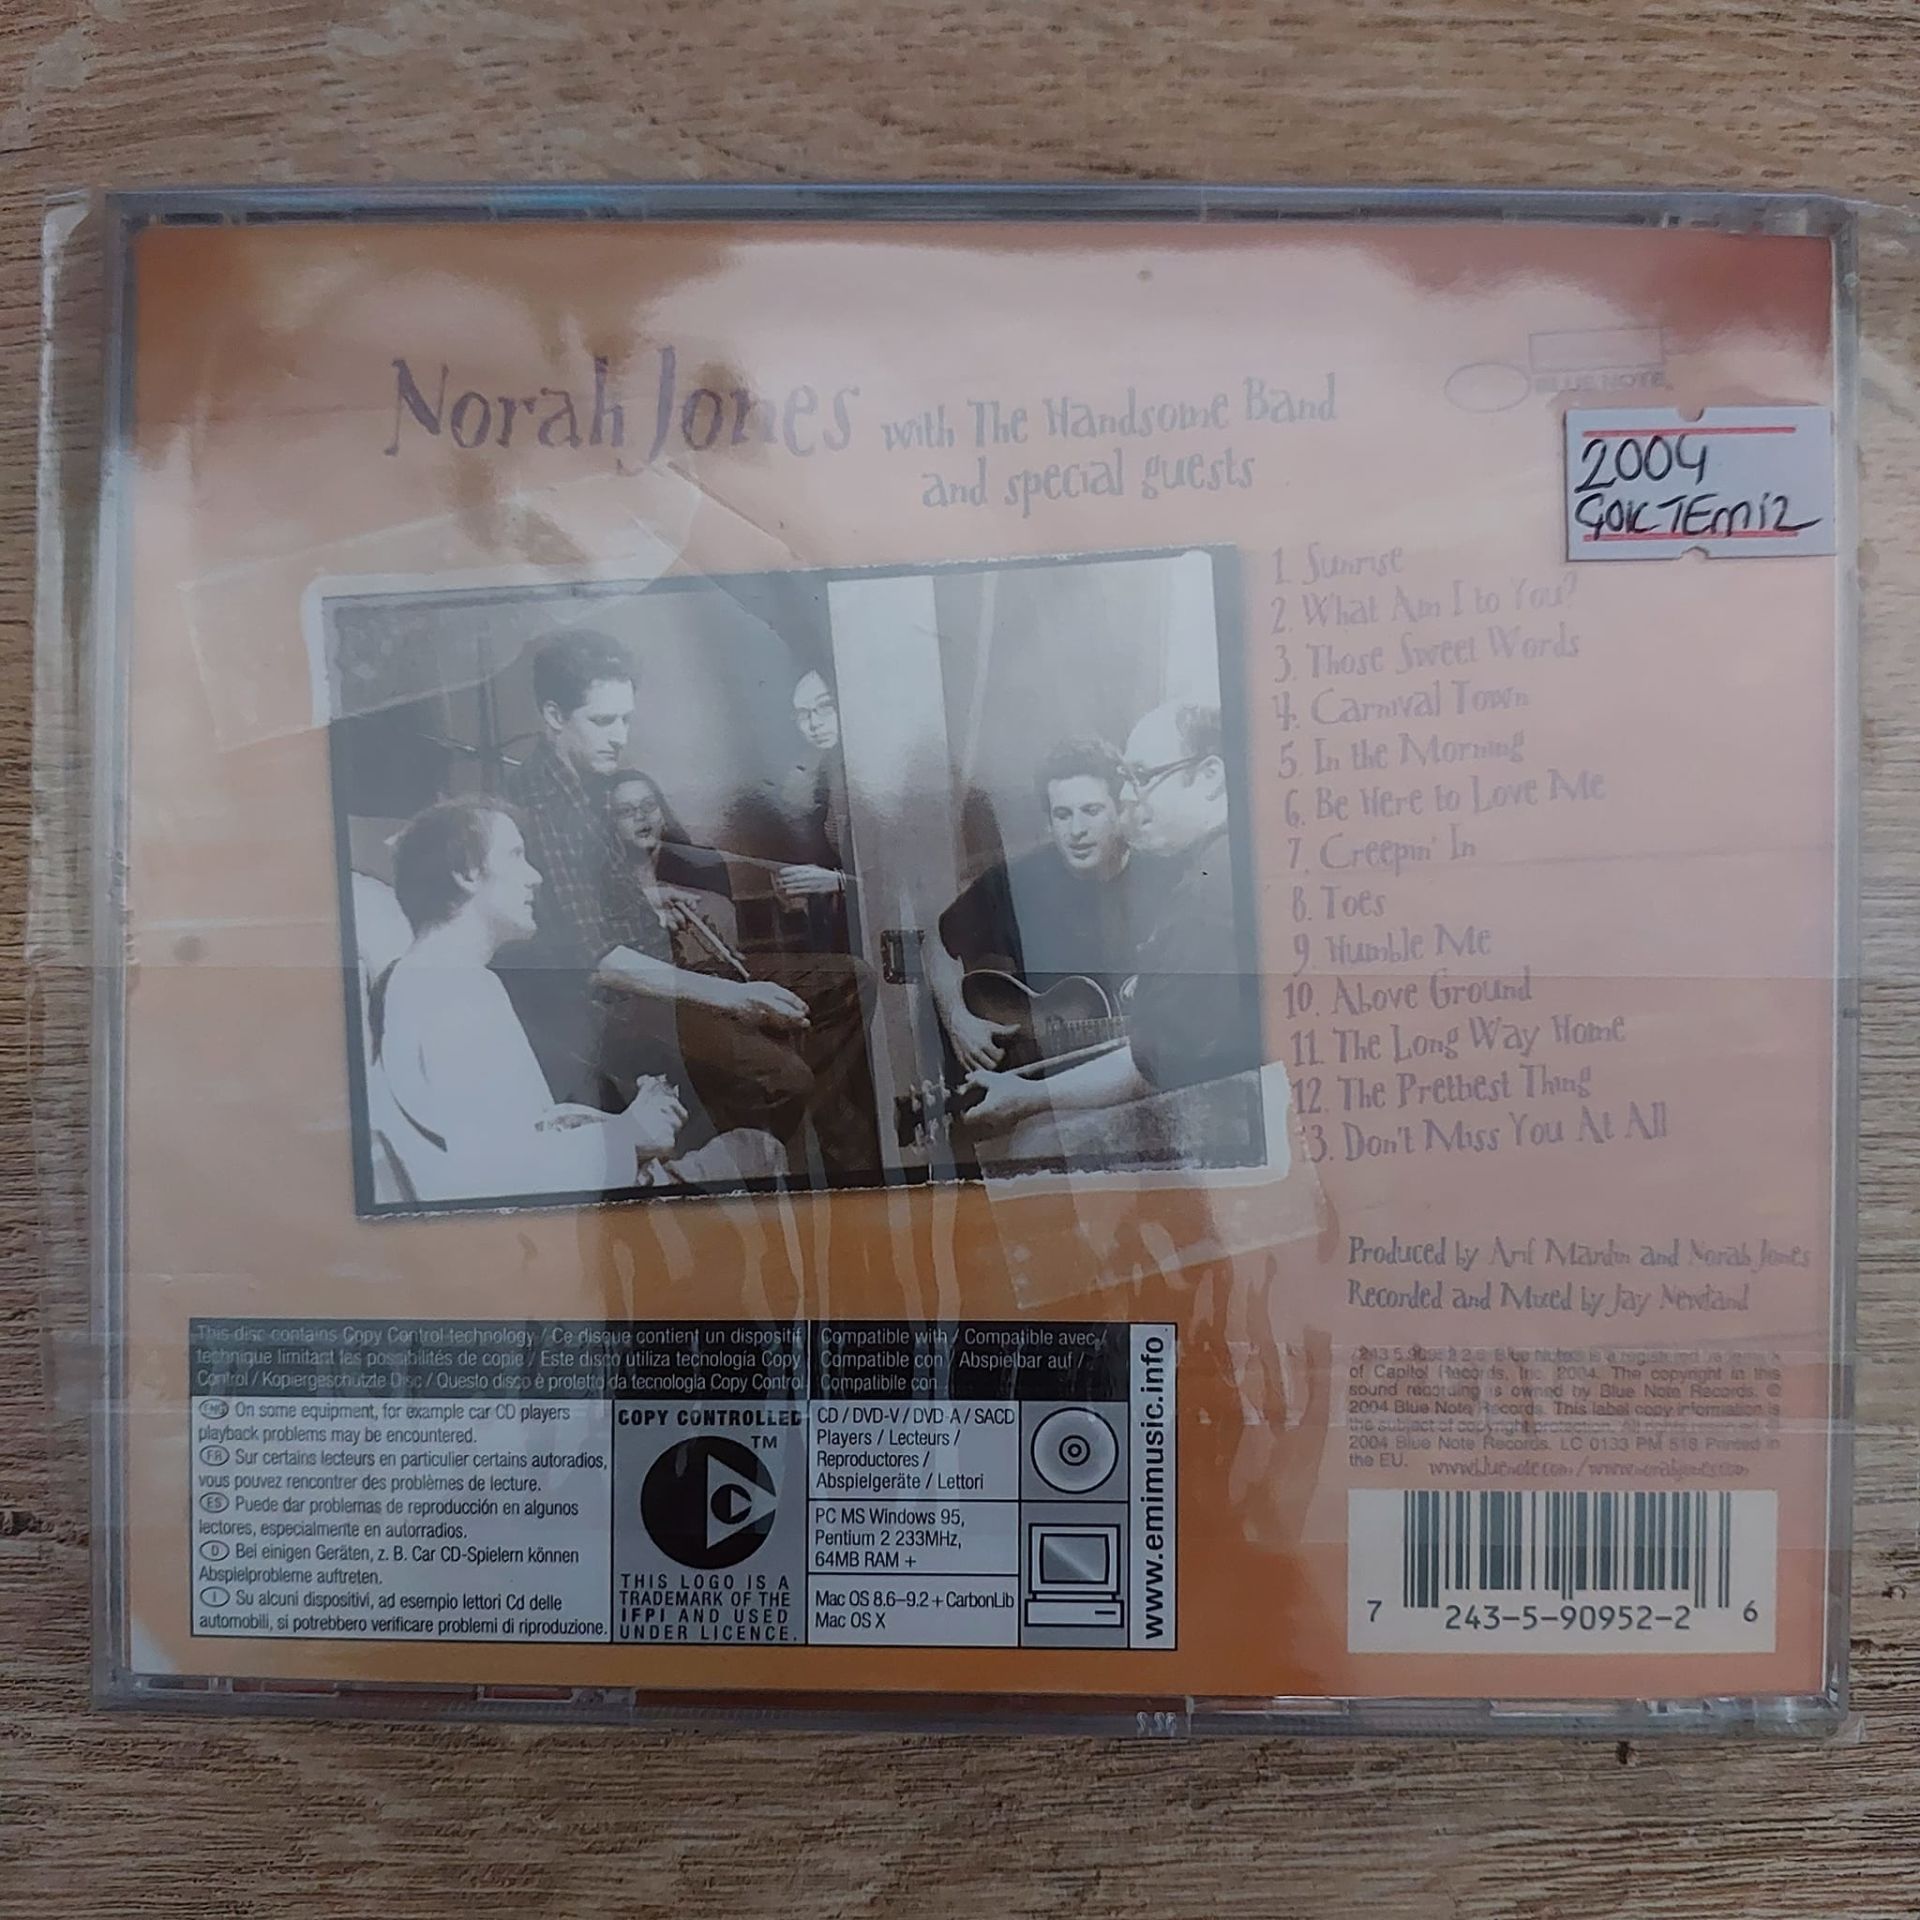 Norah Jones with The Handsome Band
and special guests
BLUE NOTE
2004
ÇOK TEMİZ
1. Sunrise
2. What Am I to You?
3. Those Sweet Words
4. Carnival Town
5. In the Morning
6. Be Here to Love Me
7. Creepin' In
8. Toes
9. Humble Me
10. Above Ground
11. The Long Way Home
12. The Prettiest Thing
13. Don't Miss You At All
Produced by Arif Mardin and Norah Jones
Recorded and Mixed by Jay Newland
of Capitol Records, Inc. 2004. The copyright in this
sound recording is owned by Blue Note Records. ©
2004 Blue Note Records. This label copy information is
the subject of copyright protection. All rights reserved.
2004 Blue Note Records. LC 0133 PM 518 Printed in
the EU. www.bluenote.com / www.norahjones.com
This disc contains Copy Control technology / Ce disque contient un dispositif
technique limitant les possibilités de copie / Este disco utiliza tecnología Copy
Control / Kopiergeschützte Disc / Questo disco è protetto da tecnologia Copy Control
Compatible with / Compatible avec /
Compatible con / Abspielbar auf /
Compatibile con
ENG On some equipment, for example car CD players
playback problems may be encountered.
FR Sur certains lecteurs en particulier certains autoradios,
vous pouvez rencontrer des problèmes de lecture.
ES Puede dar problemas de reproducción en algunos
lectores, especialmente en autorradios.
D Bei einigen Geräten, z. B. Car CD-Spielern können
Abspielprobleme auftreten.
I Su alcuni dispositivi, ad esempio lettori Cd delle
automobili, si potrebbero verificare problemi di riproduzione.
COPY CONTROLLED
TM
THIS LOGO IS A
TRADEMARK OF THE
IFPI AND USED
UNDER LICENCE.
CD / DVD-V / DVD-A / SACD
Players / Lecteurs /
Reproductores /
Abspielgeräte / Lettori
PC MS Windows 95,
Pentium 2 233MHz,
64MB RAM +
Mac OS 8.6–9.2 + CarbonLib
Mac OS X
www.emimusic.info
7 243-5-90952-2 6